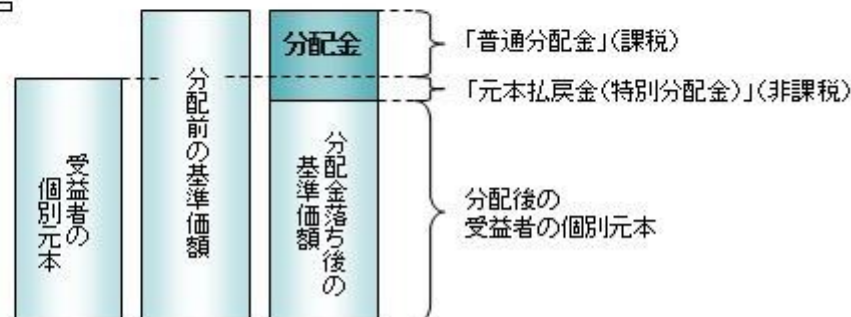 受益者の
個別元本
分配前の基準価額
分配金
分配金落ち後の
基準価額
「普通分配金」(課税)
「元本払戻金(特別分配金)」(非課税)
分配後の
受益者の個別元本